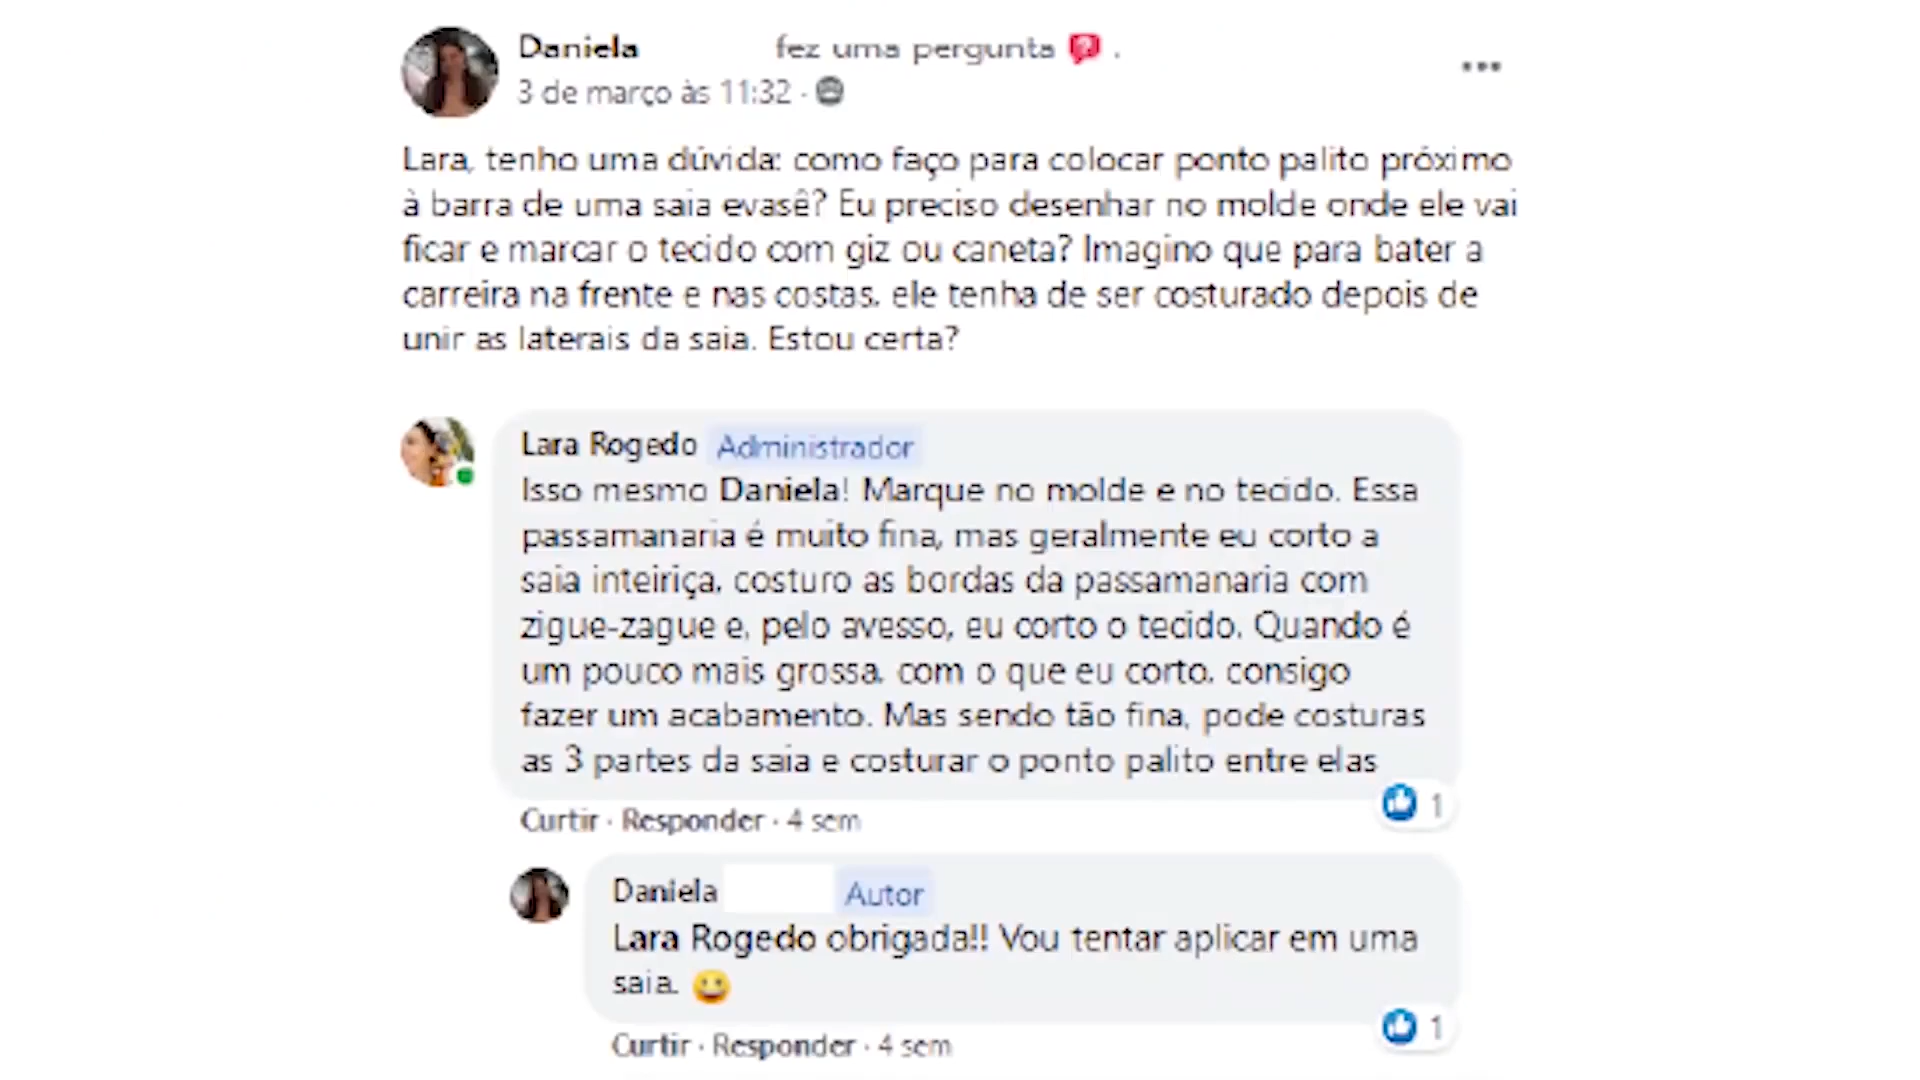 Daniela fez uma pergunta .
3 de março às 11:32 ·
Lara, tenho uma dúvida: como faço para colocar ponto palito próximo
à barra de uma saia evasê? Eu preciso desenhar no molde onde ele vai
ficar e marcar o tecido com giz ou caneta? Imagino que para bater a
carreira na frente e nas costas, ele tenha de ser costurado depois de
unir as laterais da saia. Estou certa?
Lara Rogedo Administrador
Isso mesmo Daniela! Marque no molde e no tecido. Essa
passamanaria é muito fina, mas geralmente eu corto a
saia inteiriça, costuro as bordas da passamanaria com
zigue-zague e, pelo avesso, eu corto o tecido. Quando é
um pouco mais grossa, com o que eu corto, consigo
fazer um acabamento. Mas sendo tão fina, pode costuras
as 3 partes da saia e costurar o ponto palito entre elas
1
Curtir · Responder · 4 sem
Daniela Autor
Lara Rogedo obrigada!! Vou tentar aplicar em uma
saia. 😀
1
Curtir · Responder · 4 sem